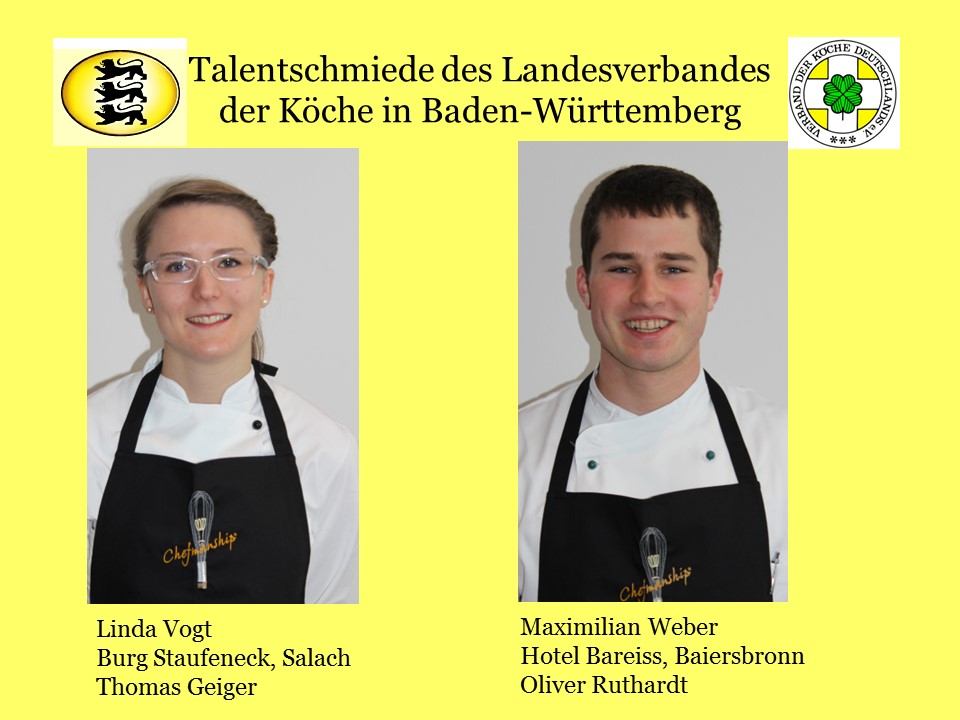 Talentschmiede des Landesverbandes
der Köche in Baden-Württemberg
VERBAND DER KÖCHE DEUTSCHLANDS e.V.
***
Chefmanship
Chefmanship
Linda Vogt
Burg Staufeneck, Salach
Thomas Geiger
Maximilian Weber
Hotel Bareiss, Baiersbronn
Oliver Ruthardt